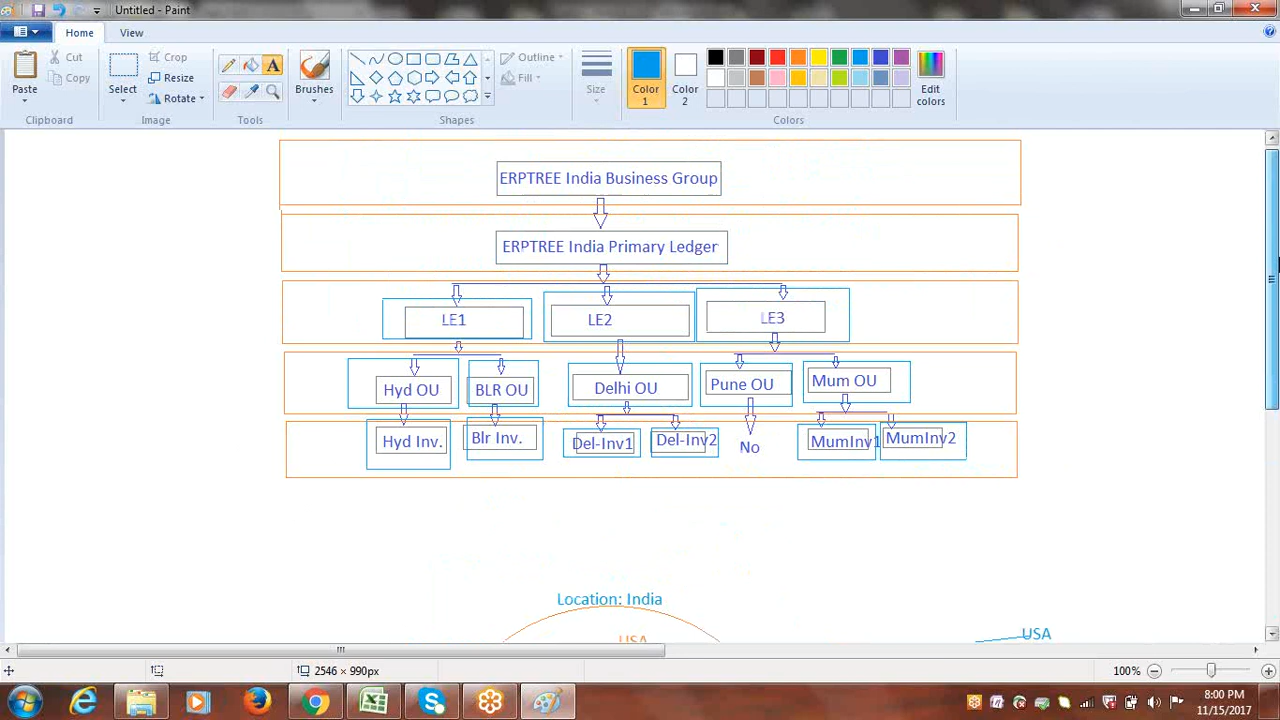 Untitled - Paint
Home View
Paste
Cut
Copy
Clipboard
Select
Crop
Resize
Rotate
Image
Tools
Brushes
Outline
Fill
Shapes
Size
Color 1
Color 2
Edit colors
Colors
ERPTREE India Business Group
ERPTREE India Primary Ledger
LE1 LE2 LE3
Hyd OU BLR OU Delhi OU Pune OU Mum OU
Hyd Inv. Blr Inv. Del-Inv1 Del-Inv2 No MumInv1 MumInv2
Location: India
USA
USA
2546 × 990px
100%
8:00 PM
11/15/2017